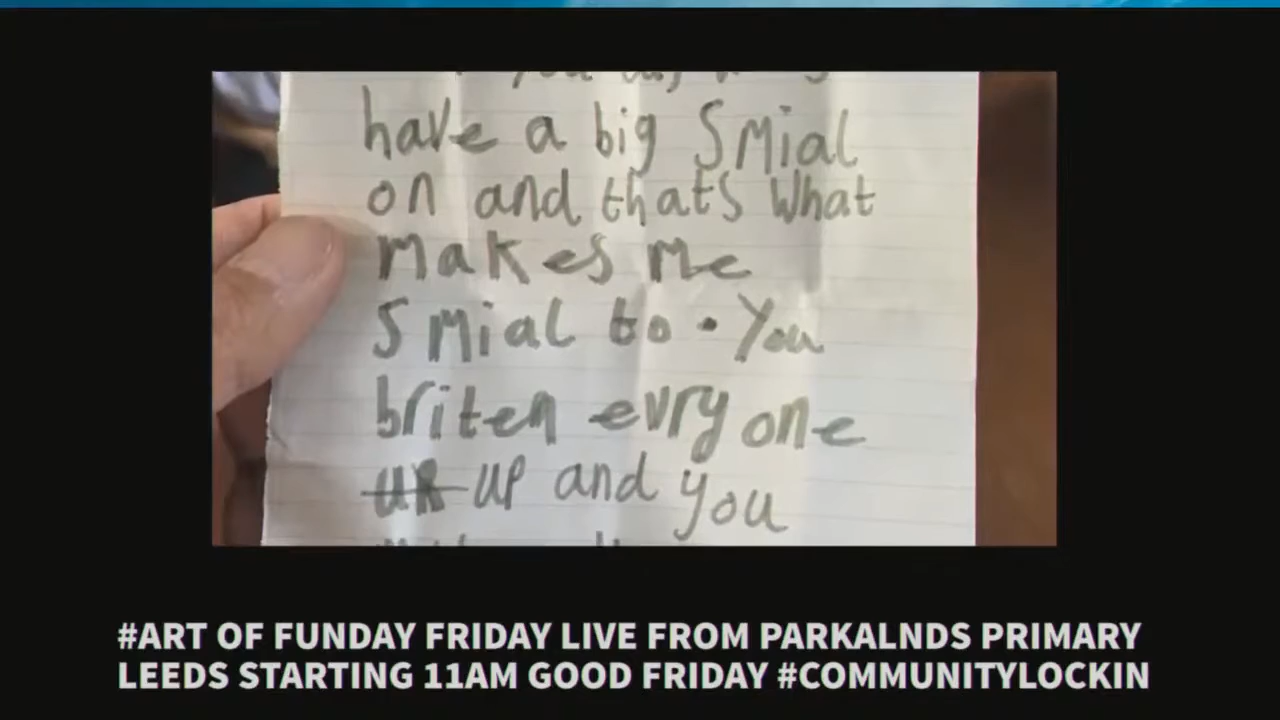 have a big Smial
on and thats What
makes me
Smial to. You
briten evry one
up and you
#ART OF FUNDAY FRIDAY LIVE FROM PARKALNDS PRIMARY
LEEDS STARTING 11AM GOOD FRIDAY #COMMUNITYLOCKIN